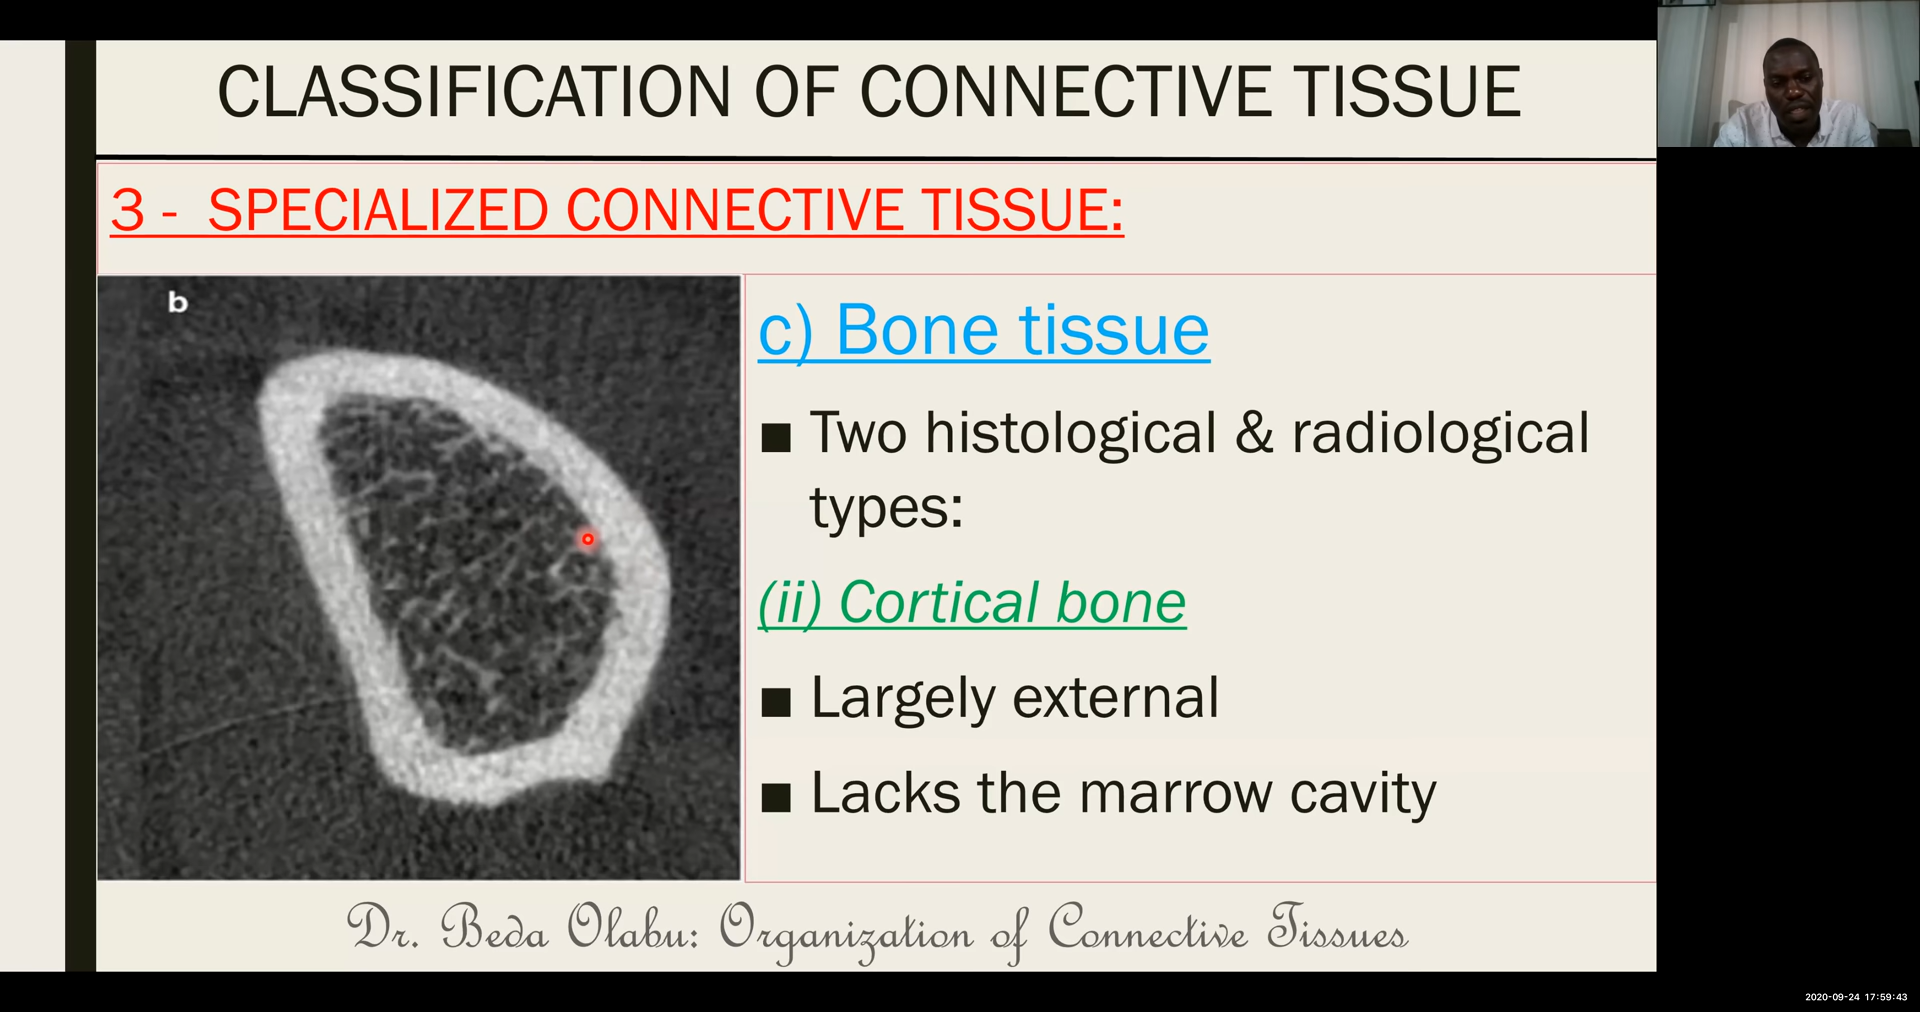 CLASSIFICATION OF CONNECTIVE TISSUE
3 - SPECIALIZED CONNECTIVE TISSUE:
b
c) Bone tissue
■ Two histological & radiological
types:
(ii) Cortical bone
■ Largely external
■ Lacks the marrow cavity
Dr. Beda Olabu: Organization of Connective Tissues
2020-09-24 17:59:43